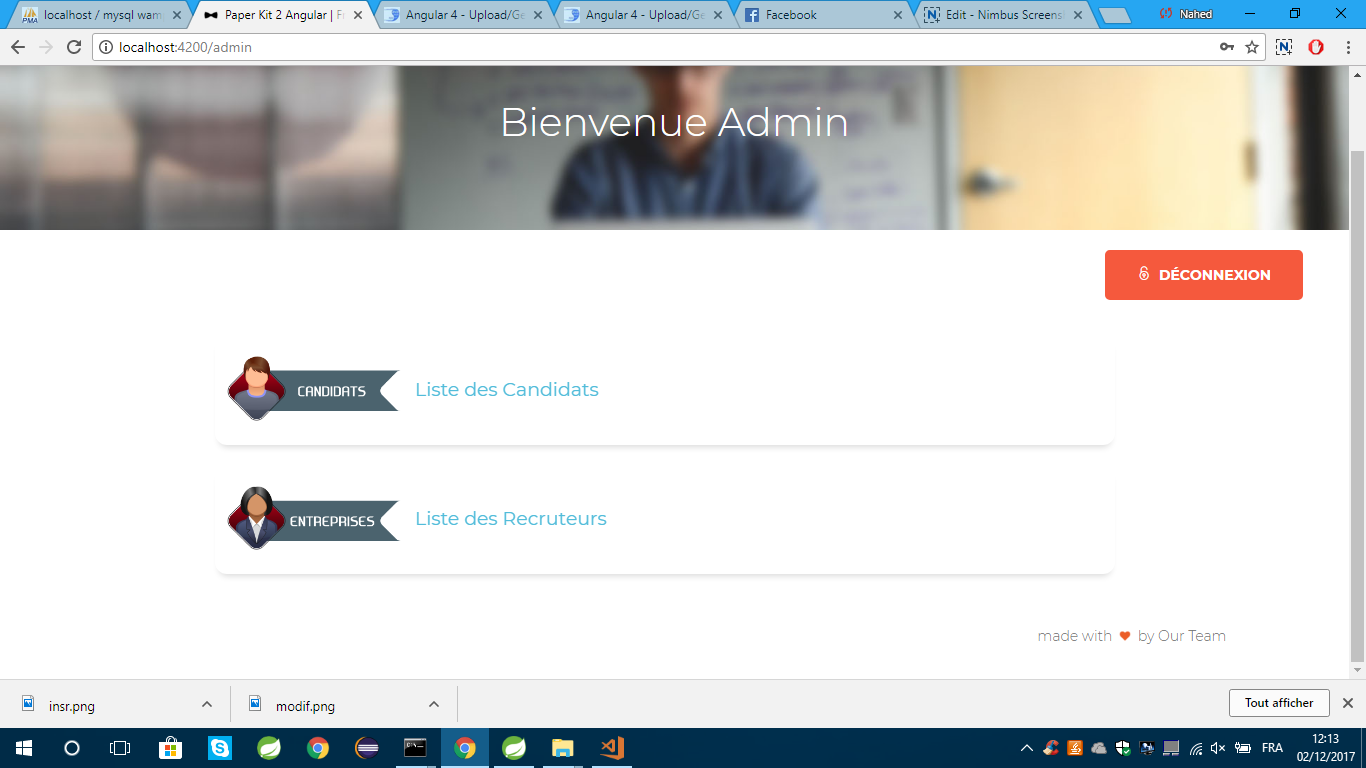 localhost / mysql wam
Paper Kit 2 Angular | Fr
Angular 4 - Upload/Ge
Angular 4 - Upload/Ge
Facebook
Edit - Nimbus Screens
Nahed
localhost:4200/admin
Bienvenue Admin
DÉCONNEXION
CANDIDATS
Liste des Candidats
ENTREPRISES
Liste des Recruteurs
made with by Our Team
insr.png
modif.png
Tout afficher
FRA
12:13
02/12/2017